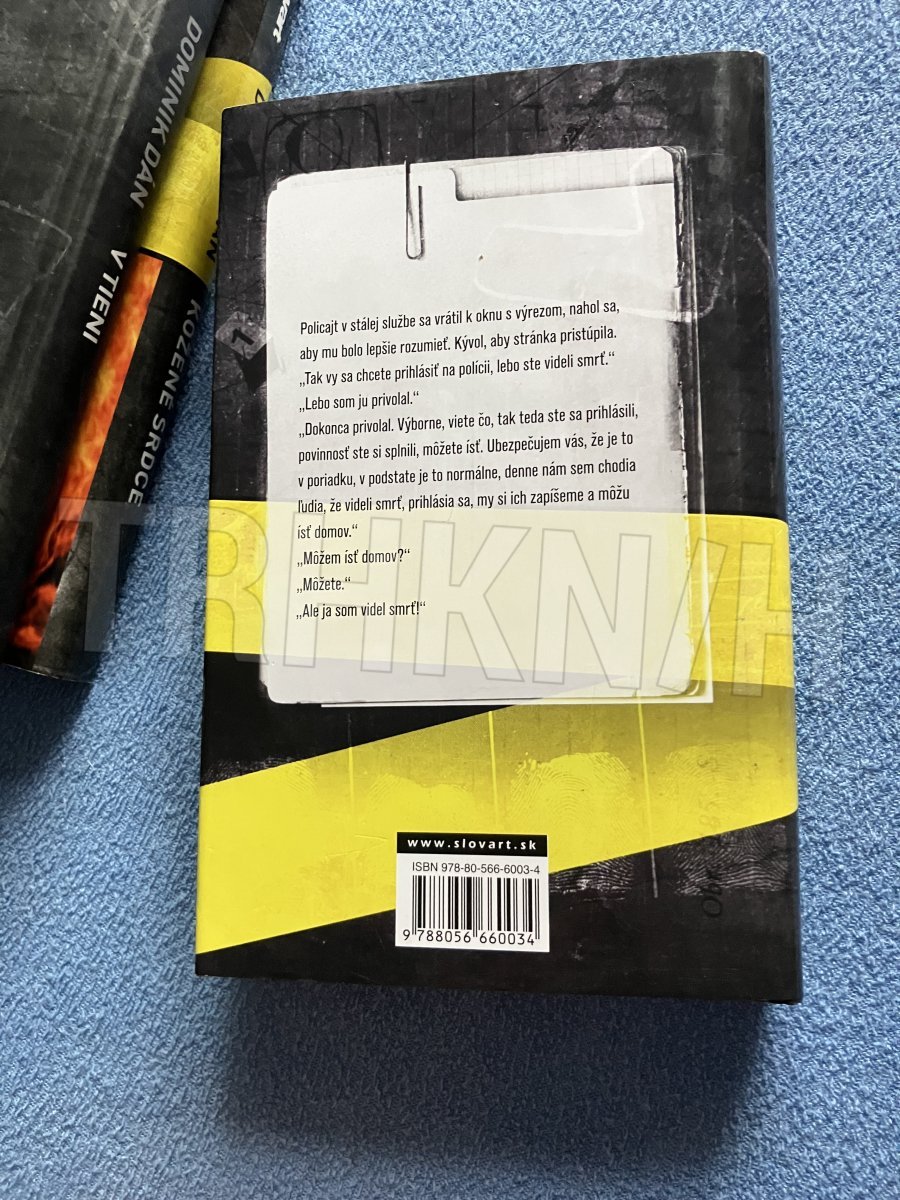 DOMINIK DÁN V TIENI
KOŽENÉ SRDCE
Policajt v stálej službe sa vrátil k oknu s výrezom, nahol sa,
aby mu bolo lepšie rozumieť. Kývol, aby stránka pristúpila.
„Tak vy sa chcete prihlásiť na polícii, lebo ste videli smrť.“
„Lebo som ju privolal.“
„Dokonca privolal. Výborne, viete čo, tak teda ste sa prihlásili,
povinnosť ste si splnili, môžete ísť. Ubezpečujem vás, že je to
v poriadku, v podstate je to normálne, denne nám sem chodia
ľudia, že videli smrť, prihlásia sa, my si ich zapíšeme a môžu
ísť domov.“
„Môžem ísť domov?“
„Môžete.“
„Ale ja som videl smrť!“
TRHKNIH
www.slovart.sk
ISBN 978-80-566-6003-4
9 788056 660034